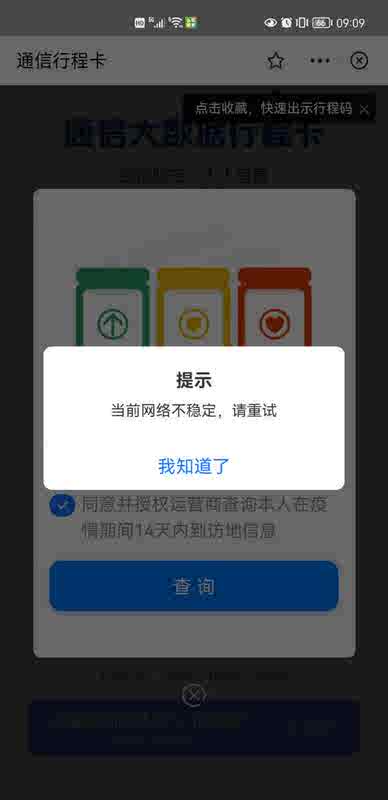 HD 5G 66 09:09
通信行程卡
点击收藏，快速出示行程码
通信大数据行程卡
提示
当前网络不稳定，请重试
我知道了
同意并授权运营商查询本人在疫
情期间14天内到访地信息
查询